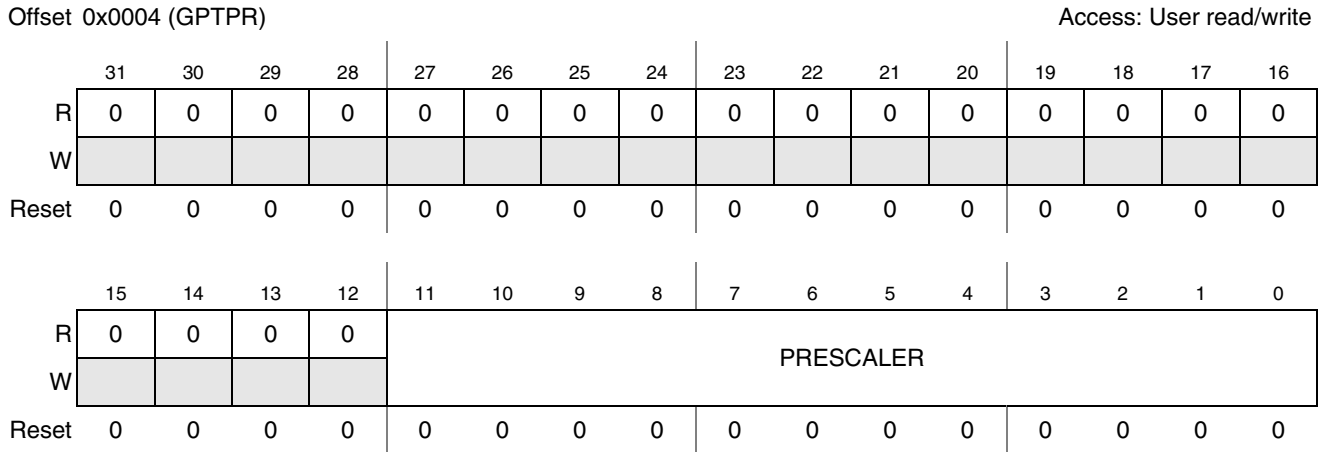 Offset 0x0004 (GPTPR) Access: User read/write
31 30 29 28 27 26 25 24 23 22 21 20 19 18 17 16
R 0 0 0 0 0 0 0 0 0 0 0 0 0 0 0 0
W
Reset 0 0 0 0 0 0 0 0 0 0 0 0 0 0 0 0
15 14 13 12 11 10 9 8 7 6 5 4 3 2 1 0
R 0 0 0 0
PRESCALER
W
Reset 0 0 0 0 0 0 0 0 0 0 0 0 0 0 0 0